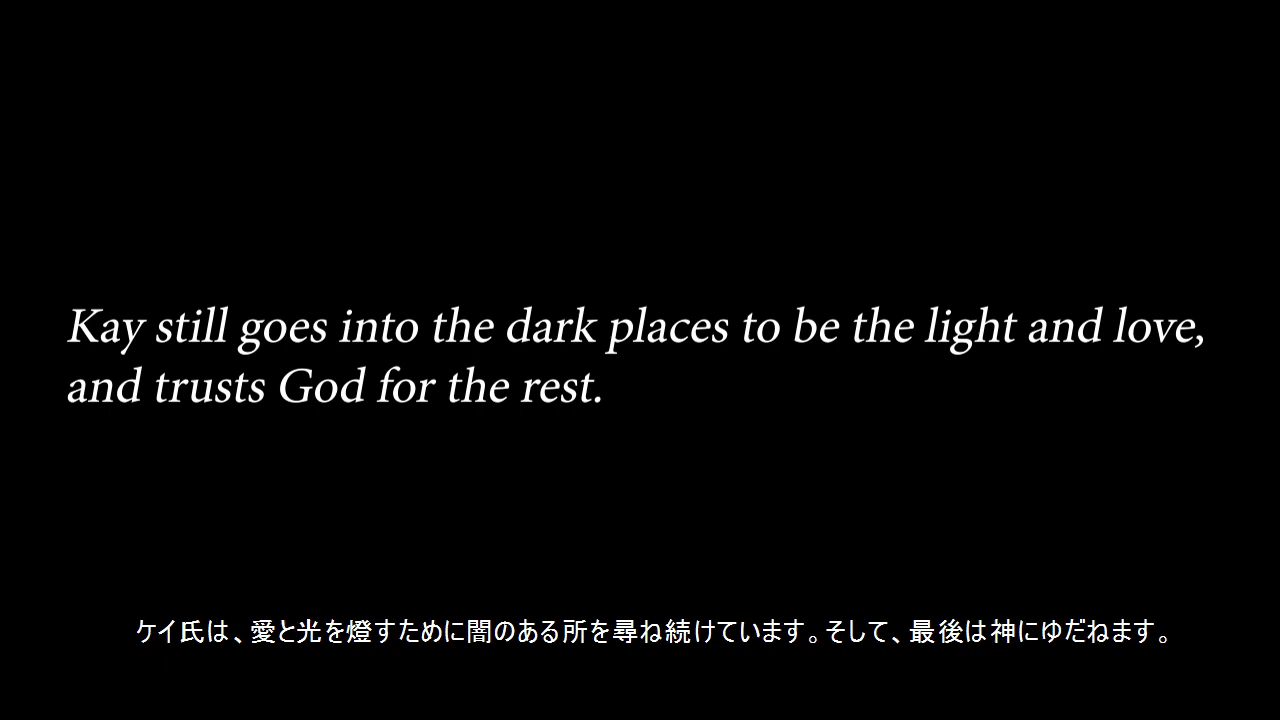 Kay still goes into the dark places to be the light and love,
and trusts God for the rest.
ケイ氏は、愛と光を燈すために闇のある所を尋ね続けています。そして、最後は神にゆだねます。